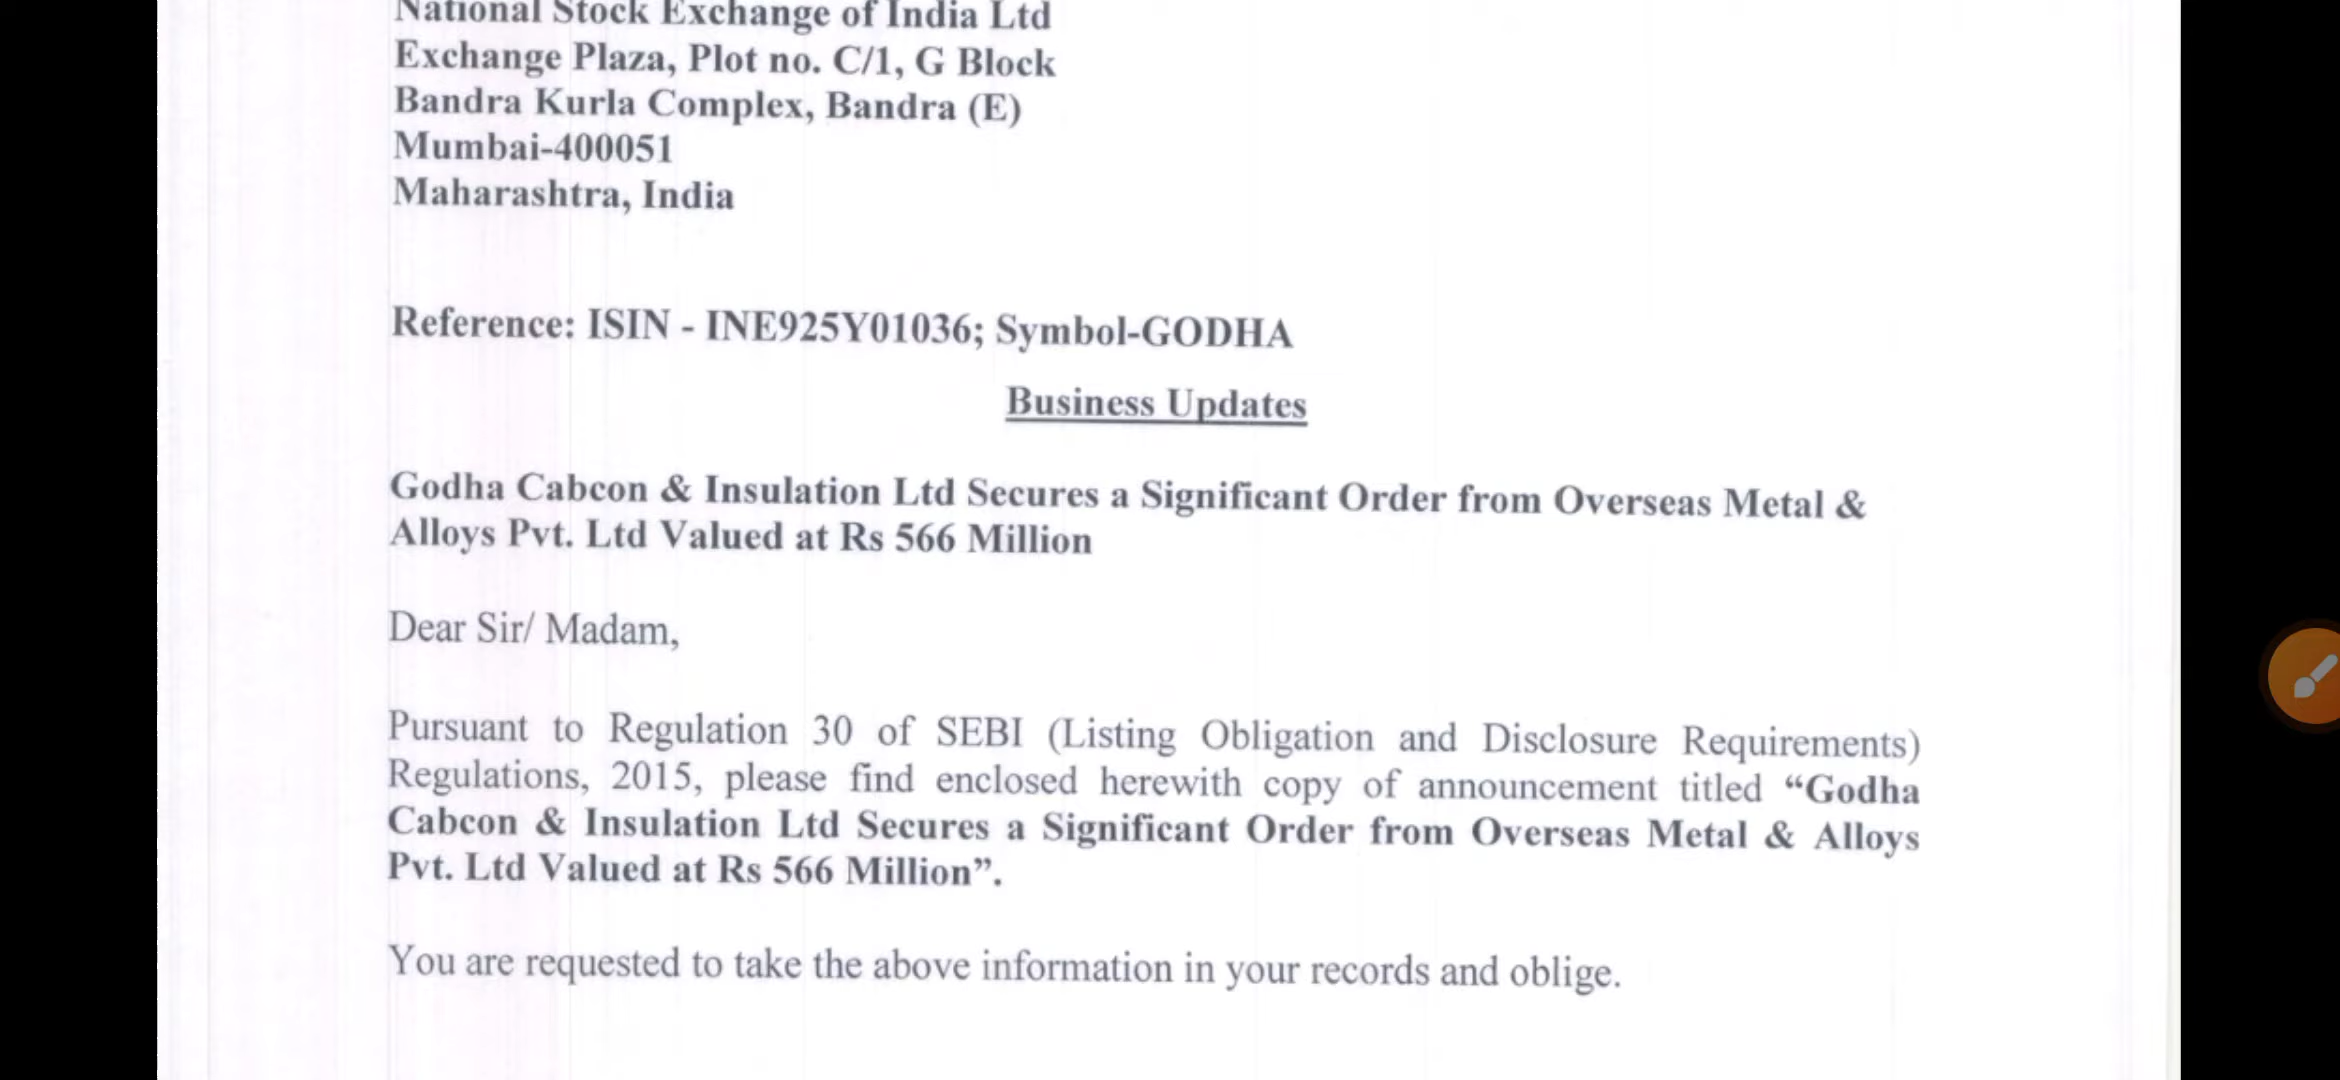 National Stock Exchange of India Ltd
Exchange Plaza, Plot no. C/1, G Block
Bandra Kurla Complex, Bandra (E)
Mumbai-400051
Maharashtra, India
Reference: ISIN - INE925Y01036; Symbol-GODHA
Business Updates
Godha Cabcon & Insulation Ltd Secures a Significant Order from Overseas Metal &
Alloys Pvt. Ltd Valued at Rs 566 Million
Dear Sir/ Madam,
Pursuant to Regulation 30 of SEBI (Listing Obligation and Disclosure Requirements)
Regulations, 2015, please find enclosed herewith copy of announcement titled “Godha
Cabcon & Insulation Ltd Secures a Significant Order from Overseas Metal & Alloys
Pvt. Ltd Valued at Rs 566 Million”.
You are requested to take the above information in your records and oblige.